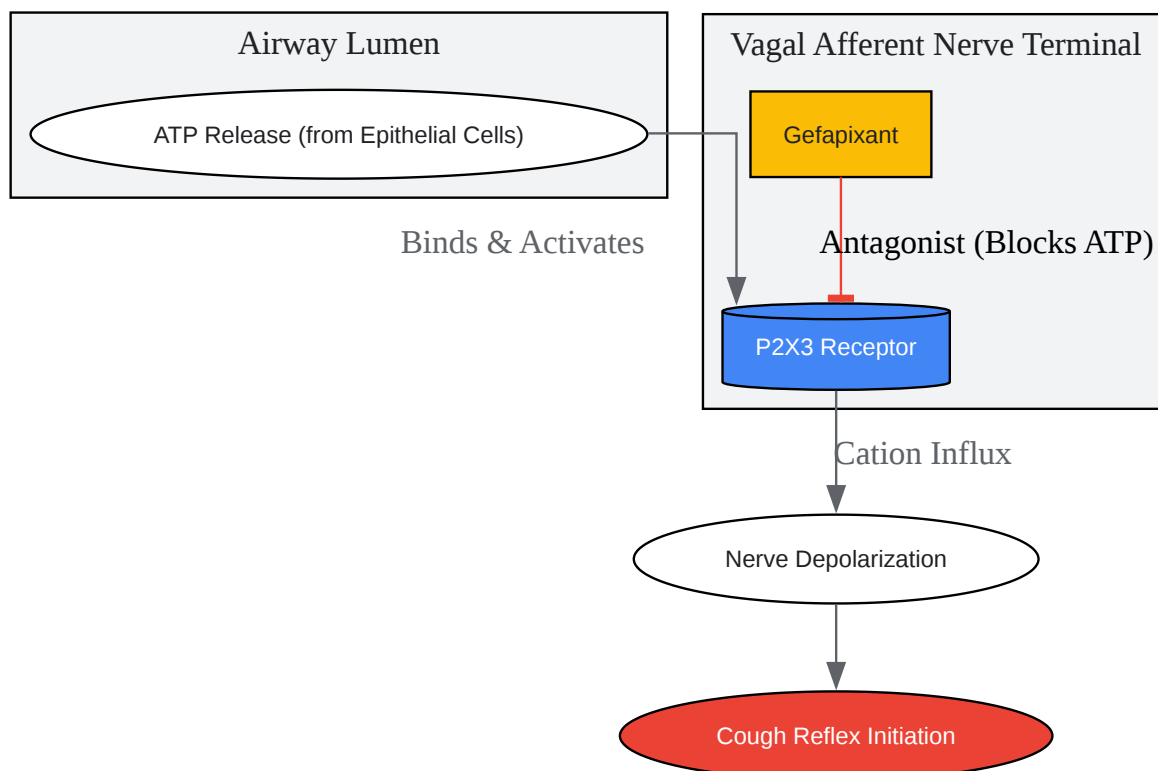 Airway Lumen
Vagal Afferent Nerve Terminal
ATP Release (from Epithelial Cells)
Gefapixant
Binds & Activates
Antagonist (Blocks ATP)
P2X3 Receptor
Cation Influx
Nerve Depolarization
Cough Reflex Initiation